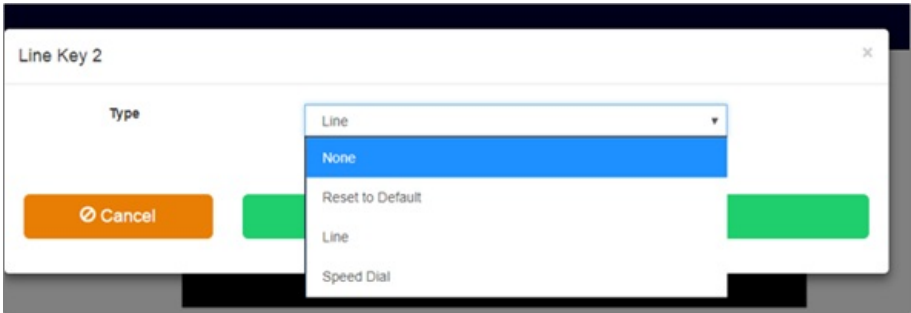 Line Key 2
×
Type
Line
None
Reset to Default
Line
Speed Dial
Cancel